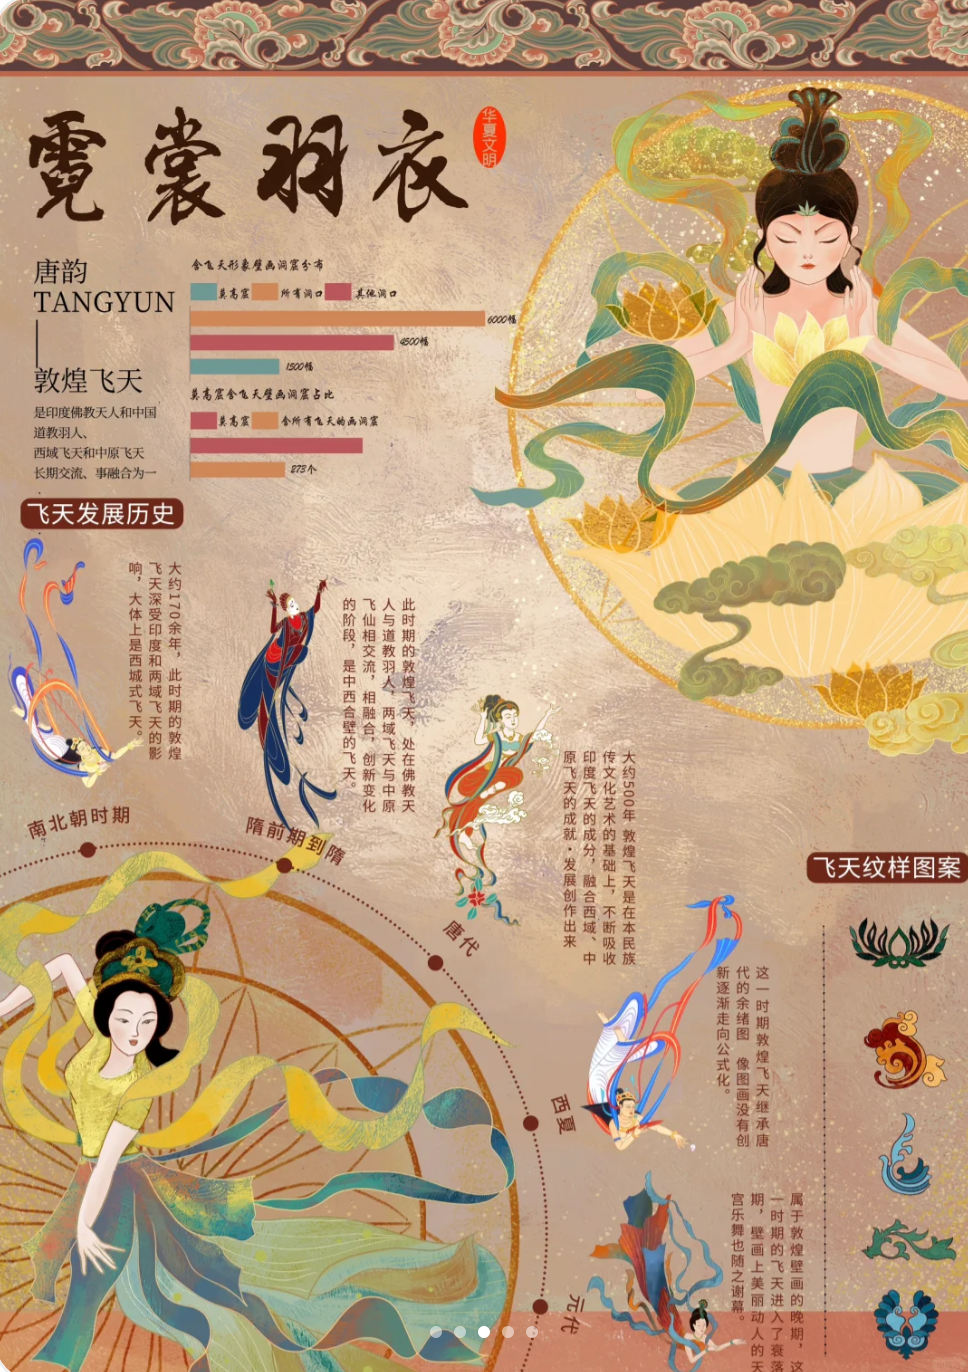 霓裳羽衣
华夏文明
唐韵
TANGYUN
敦煌飞天
是印度佛教天人和中国
道教羽人、
西域飞天和中原飞天
长期交流、事融合为一
含飞天形象壁画洞窟分布
莫高窟 所有洞口 其他洞口
6000幅
4500幅
1500幅
莫高窟含飞天壁画洞窟占比
莫高窟 含所有飞天的画洞窟
273个
飞天发展历史
大约170余年，此时期的敦煌
飞天深受印度和两域飞天的影
响，大体上是西城式飞天。
南北朝时期
此时期的敦煌飞天，处在佛教天
人与道教羽人、两域飞天与中原
飞仙相交流，相融合，创新变化
的阶段，是中西合壁的飞天。
隋前期到隋
大约500年 敦煌飞天是在本民族
传文化艺术的基础上，不断吸收
印度飞天的成分，融合西域、中
原飞天的成就·发展创作出来
唐代
这一时期敦煌飞天继承唐
代的余绪图 像图画没有创
新逐渐走向公式化。
西夏
属于敦煌壁画的晚期，这
一时期的飞天进入了衰落
期，壁画上美丽动人的天
宫乐舞也随之谢幕。
元代
飞天纹样图案